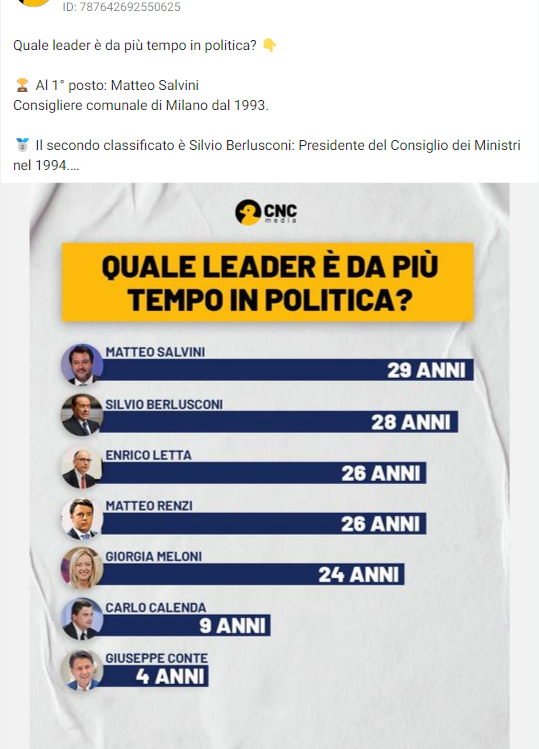 ID: 787642692550625
Quale leader è da più tempo in politica? 👇
🏆 Al 1° posto: Matteo Salvini
Consigliere comunale di Milano dal 1993.
🥈 Il secondo classificato è Silvio Berlusconi: Presidente del Consiglio dei Ministri
nel 1994....
CNC
media
QUALE LEADER È DA PIÙ
TEMPO IN POLITICA?
MATTEO SALVINI
29 ANNI
SILVIO BERLUSCONI
28 ANNI
ENRICO LETTA
26 ANNI
MATTEO RENZI
26 ANNI
GIORGIA MELONI
24 ANNI
CARLO CALENDA
9 ANNI
GIUSEPPE CONTE
4 ANNI